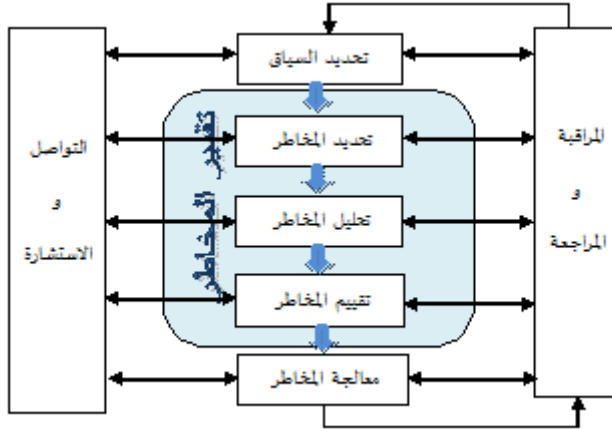 تحديد السياق
تقدير المخاطر
تحديد المخاطر
تحليل المخاطر
تقييم المخاطر
معالجة المخاطر
المراقبة
و
المراجعة
التواصل
و
الاستشارة